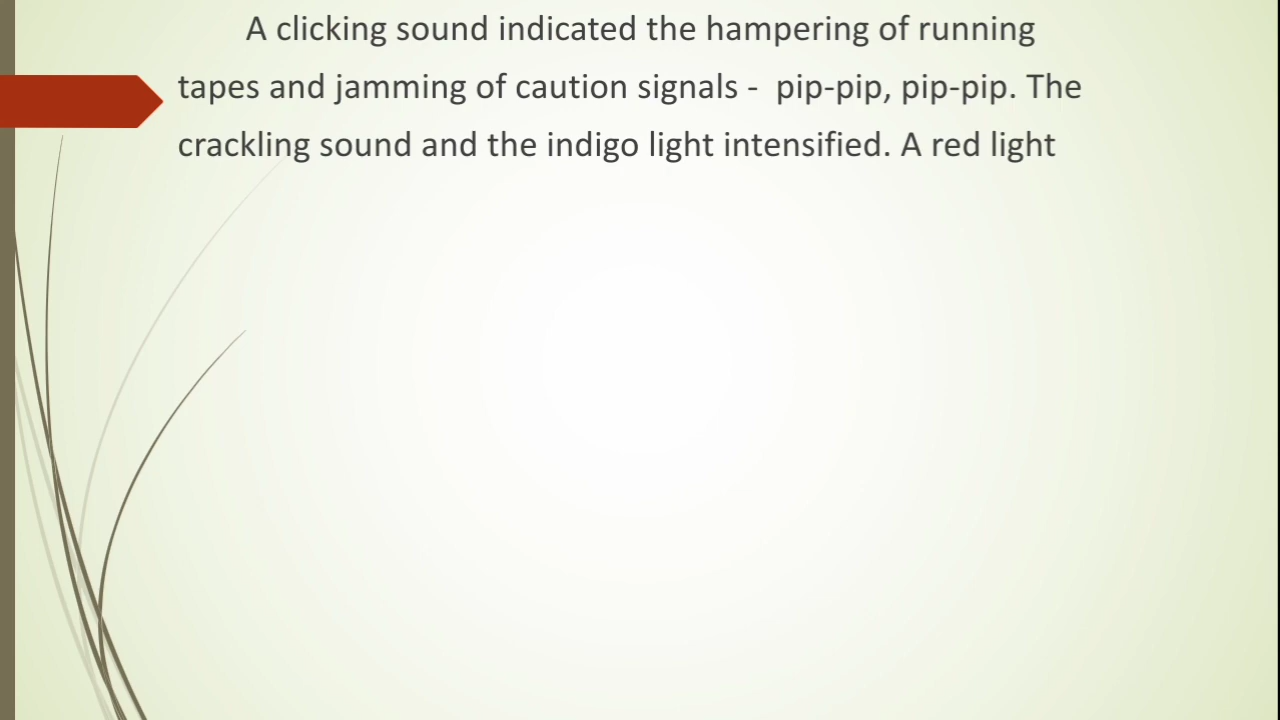 A clicking sound indicated the hampering of running
tapes and jamming of caution signals - pip-pip, pip-pip. The
crackling sound and the indigo light intensified. A red light